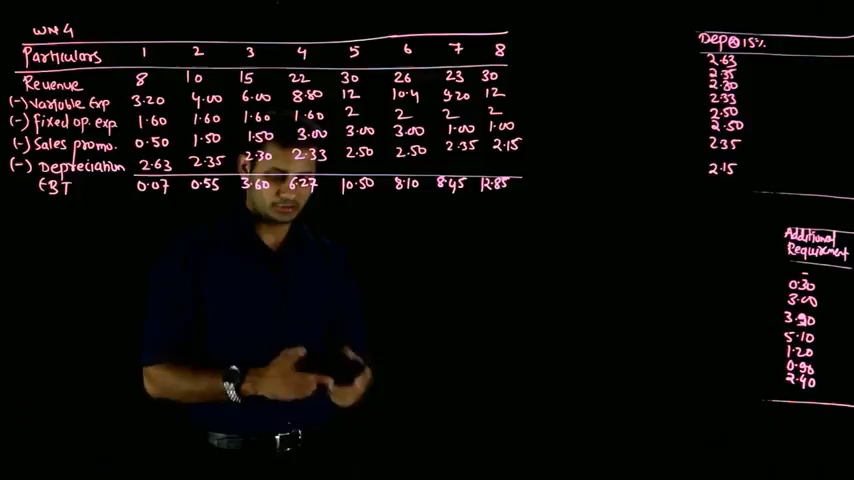 WN 4
Particulars 1 2 3 4 5 6 7 8
Revenue 8 10 15 22 30 26 23 30
(-) Variable Exp 3.20 4.00 6.00 8.80 12 10.4 9.20 12
(-) Fixed op. exp. 1.60 1.60 1.60 1.60 2 2 2 2
(-) Sales promo. 0.50 1.50 1.50 3.00 3.00 3.00 1.00 1.00
(-) Depreciation 2.63 2.35 2.30 2.33 2.50 2.50 2.35 2.15
EBT 0.07 0.55 3.60 6.27 10.50 8.10 8.45 12.85
Dep @ 15%
2.63
2.35
2.30
2.33
2.50
2.50
2.35
2.15
Additional
Requirement
-
0.30
3.00
3.90
5.10
1.20
0.90
2.40